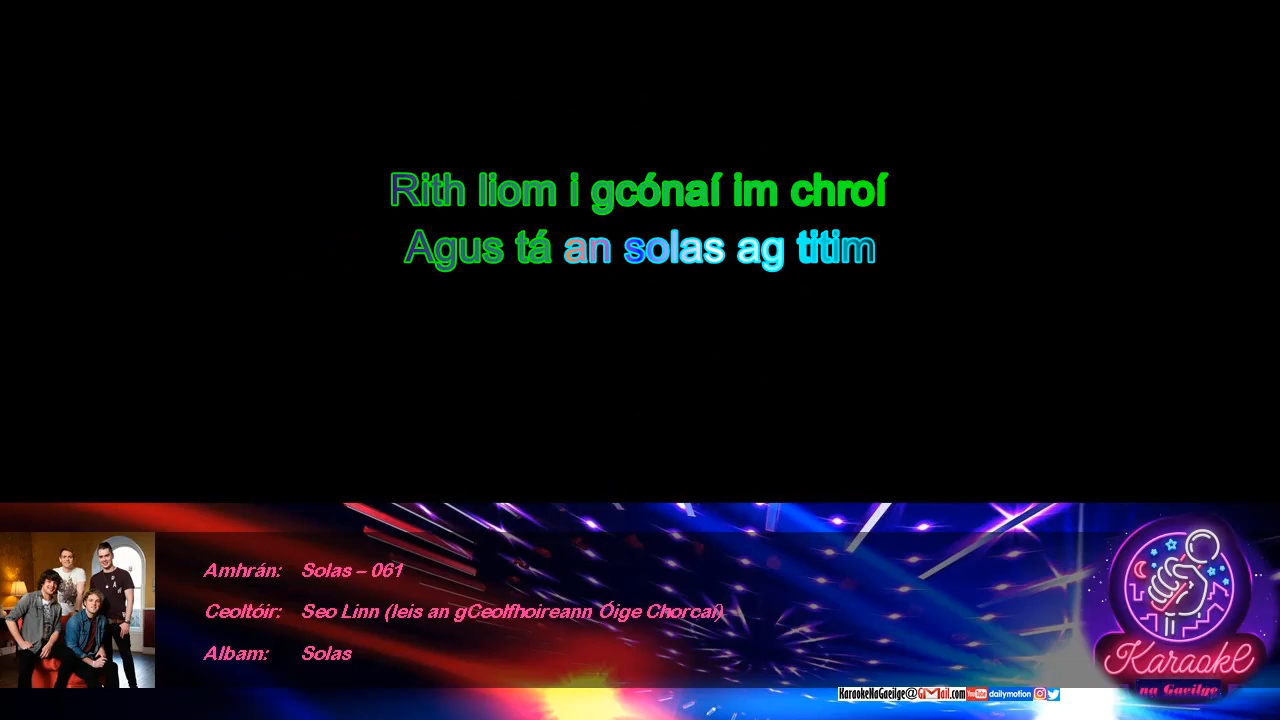 Rith liom i gcónaí im chroí
Agus tá an solas ag titim
Amhrán: Solas – 061
Ceoltóir: Seo Linn (leis an gCeolfhoireann Óige Chorcaí)
Albam: Solas
Karaoke
na Gaeilge
KaraokeNaGaeilge@GMail.com YouTube dailymotion